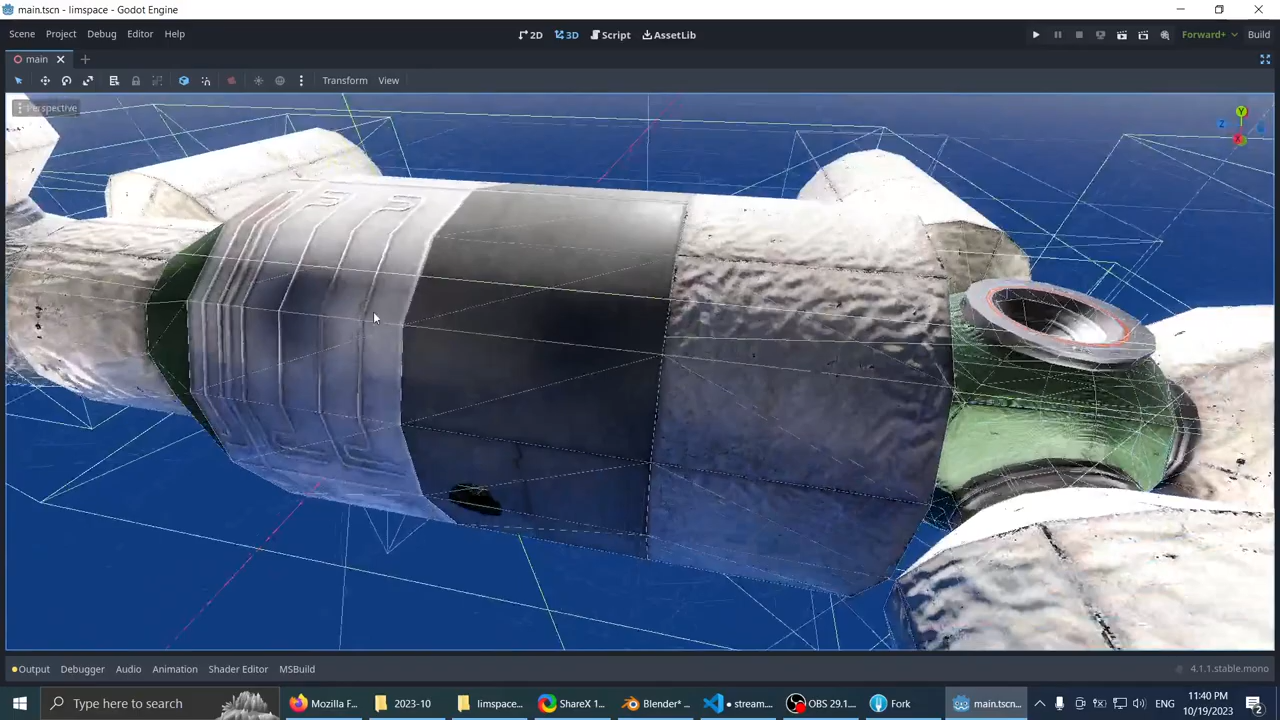 main.tscn - limspace - Godot Engine
Scene Project Debug Editor Help
2D 3D Script AssetLib
Forward+ Build
main
Transform View
Perspective
Y
Z
X
Output Debugger Audio Animation Shader Editor MSBuild
4.1.1.stable.mono
Type here to search
Mozilla F... 2023-10 limspace... ShareX 1... Blender* ... • stream... OBS 29.1... Fork main.tscn...
ENG
11:40 PM
10/19/2023
2